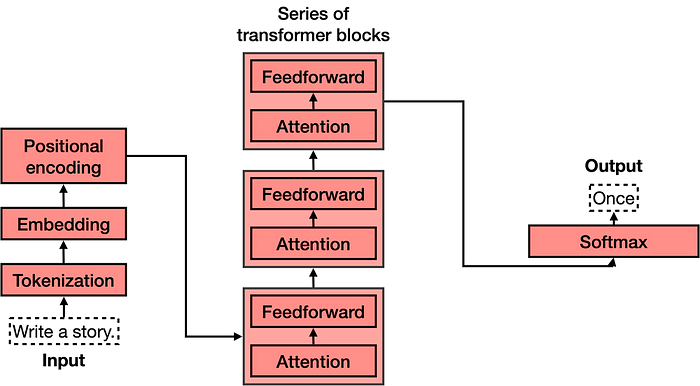 Series of
transformer blocks
Feedforward
Attention
Positional
encoding
Feedforward
Output
Once
Embedding
Attention
Softmax
Tokenization
Feedforward
Write a story.
Input
Attention